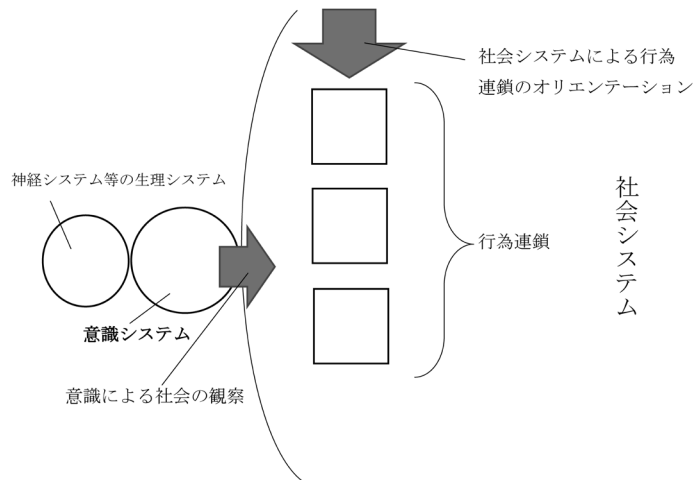 社会システムによる行為
連鎖のオリエンテーション
神経システム等の生理システム
社会システム
行為連鎖
意識システム
意識による社会の観察